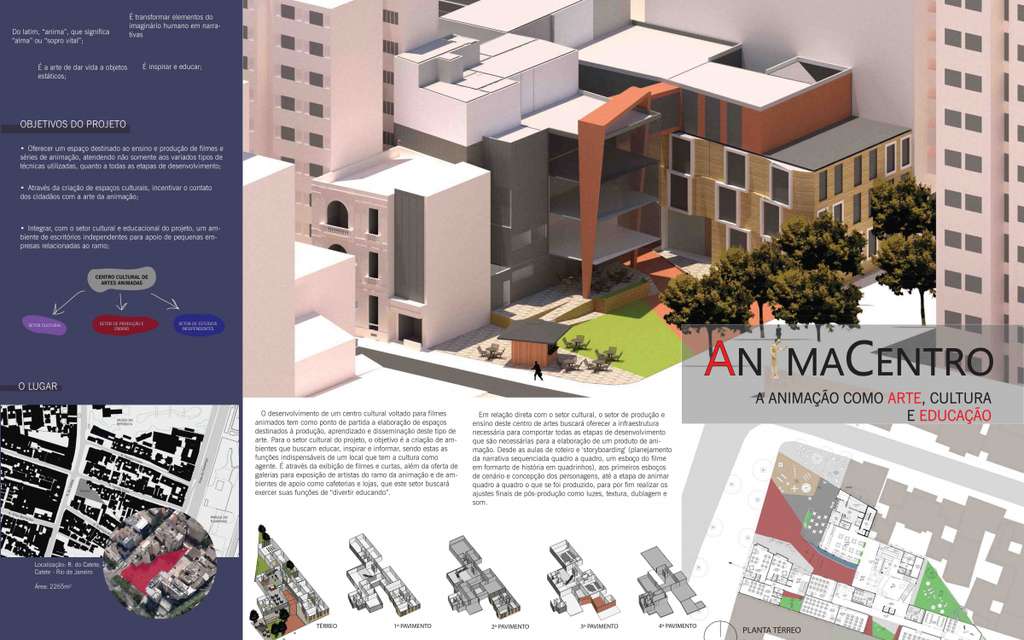 Do latim, "anima", que significa
"alma" ou "sopro vital";
É transformar elementos do
imaginário humano em narra-
tivas
É a arte de dar vida a objetos
estáticos;
É inspirar e educar;
OBJETIVOS DO PROJETO
• Oferecer um espaço destinado ao ensino e produção de filmes e
séries de animação, atendendo não somente aos variados tipos de
técnicas utilizadas, quanto a todas as etapas de desenvolvimento;
• Através da criação de espaços culturais, incentivar o contato
dos cidadãos com a arte da animação;
• Integrar, com o setor cultural e educacional do projeto, um am-
biente de escritórios independentes para apoio de pequenas em-
presas relacionadas ao ramo;
CENTRO CULTURAL DE
ARTES ANIMADAS
SETOR CULTURAL
SETOR DE PRODUÇÃO E
ENSINO
SETOR DE ESTÚDIOS
INDEPENDENTES
O LUGAR
Localização: R. do Catete,
Catete - Rio de Janeiro
Área: 2265m²
ANIMACENTRO
A ANIMAÇÃO COMO ARTE, CULTURA
E EDUCAÇÃO
O desenvolvimento de um centro cultural voltado para filmes
animados tem como ponto de partida a elaboração de espaços
destinados à produção, aprendizado e disseminação deste tipo de
arte. Para o setor cultural do projeto, o objetivo é a criação de am-
bientes que buscam educar, inspirar e informar, sendo estas as
funções indispensáveis de um local que tem a cultura como
agente. É através da exibição de filmes e curtas, além da oferta de
galerias para exposição de artistas do ramo da animação e de am-
bientes de apoio como cafeterias e lojas, que este setor buscará
exercer suas funções de "divertir educando".
Em relação direta com o setor cultural, o setor de produção e
ensino deste centro de artes buscará oferecer a infraestrutura
necessária para comportar todas as etapas de desenvolvimento
que são necessárias para a elaboração de um produto de ani-
mação. Desde as aulas de roteiro e 'storyboarding' (planejamento
da narrativa sequenciada quadro a quadro, um esboço do filme
em formarto de história em quadrinhos), aos primeiros esboços
de cenário e concepção dos personagens, até a etapa de animar
quadro a quadro o que se foi produzido, para por fim realizar os
ajustes finais de pós-produção como luzes, textura, dublagem e
som.
TÉRREO
1º PAVIMENTO
2º PAVIMENTO
3º PAVIMENTO
4º PAVIMENTO
PLANTA TÉRREO